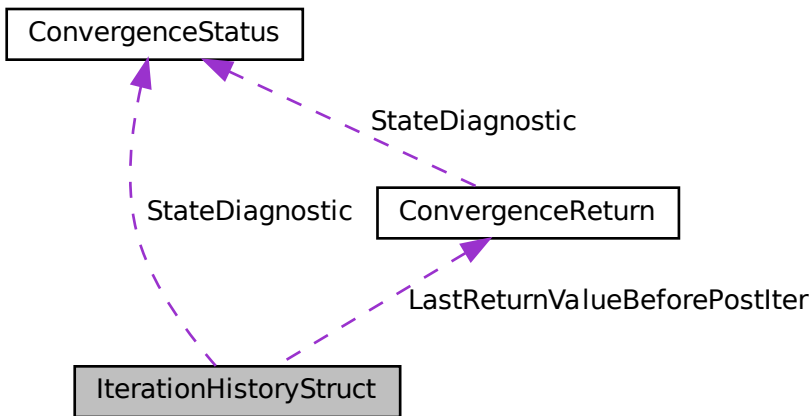 ConvergenceStatus
StateDiagnostic
StateDiagnostic
ConvergenceReturn
LastReturnValueBeforePostIter
IterationHistoryStruct